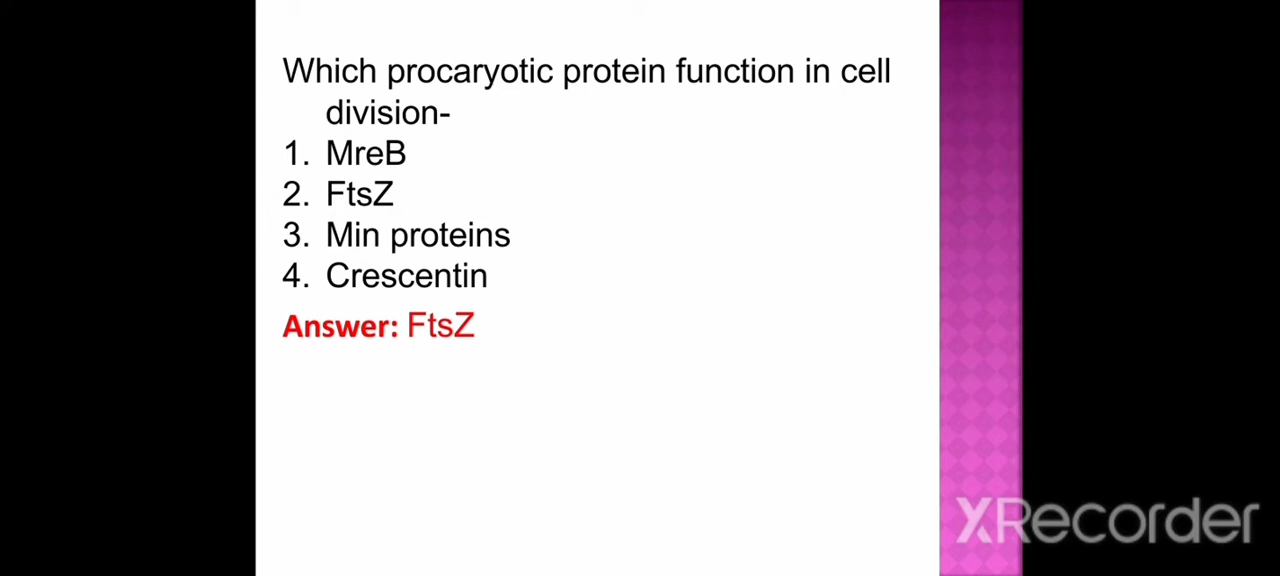 Which procaryotic protein function in cell
division-
1. MreB
2. FtsZ
3. Min proteins
4. Crescentin
Answer: FtsZ
XRecorder